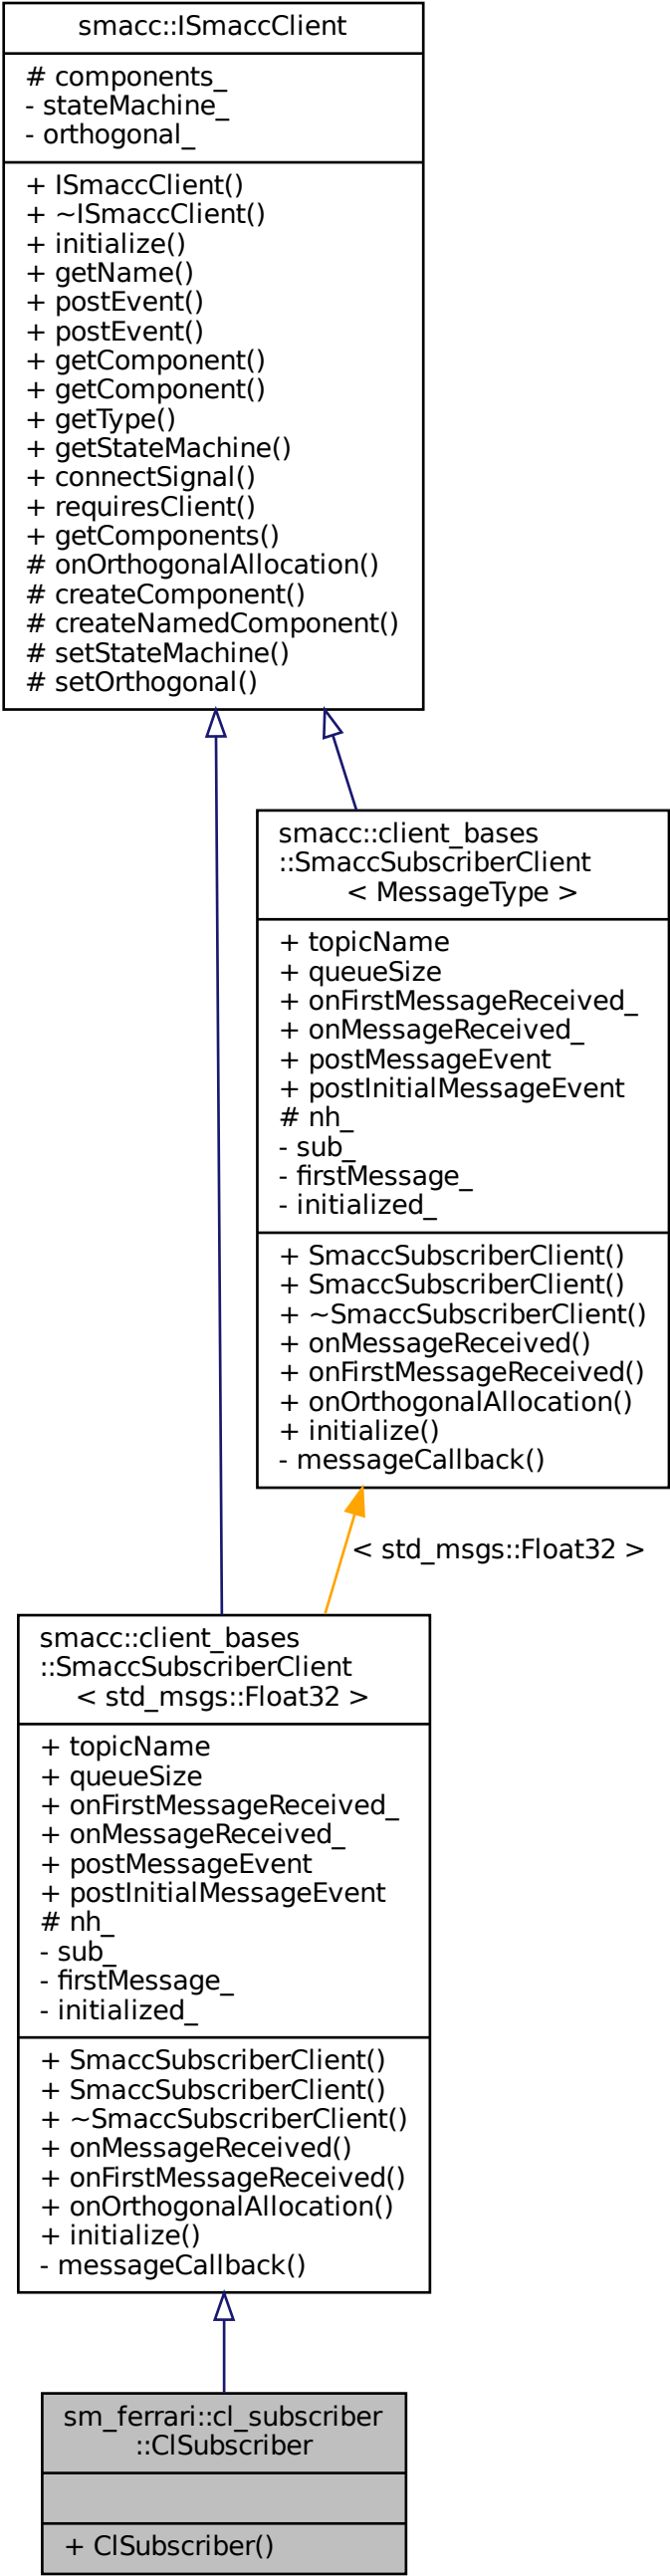 smacc::ISmaccClient
# components_
- stateMachine_
- orthogonal_
+ ISmaccClient()
+ ~ISmaccClient()
+ initialize()
+ getName()
+ postEvent()
+ postEvent()
+ getComponent()
+ getComponent()
+ getType()
+ getStateMachine()
+ connectSignal()
+ requiresClient()
+ getComponents()
# onOrthogonalAllocation()
# createComponent()
# createNamedComponent()
# setStateMachine()
# setOrthogonal()
smacc::client_bases
::SmaccSubscriberClient
< MessageType >
+ topicName
+ queueSize
+ onFirstMessageReceived_
+ onMessageReceived_
+ postMessageEvent
+ postInitialMessageEvent
# nh_
- sub_
- firstMessage_
- initialized_
+ SmaccSubscriberClient()
+ SmaccSubscriberClient()
+ ~SmaccSubscriberClient()
+ onMessageReceived()
+ onFirstMessageReceived()
+ onOrthogonalAllocation()
+ initialize()
- messageCallback()
< std_msgs::Float32 >
smacc::client_bases
::SmaccSubscriberClient
< std_msgs::Float32 >
+ topicName
+ queueSize
+ onFirstMessageReceived_
+ onMessageReceived_
+ postMessageEvent
+ postInitialMessageEvent
# nh_
- sub_
- firstMessage_
- initialized_
+ SmaccSubscriberClient()
+ SmaccSubscriberClient()
+ ~SmaccSubscriberClient()
+ onMessageReceived()
+ onFirstMessageReceived()
+ onOrthogonalAllocation()
+ initialize()
- messageCallback()
sm_ferrari::cl_subscriber
::ClSubscriber
+ ClSubscriber()